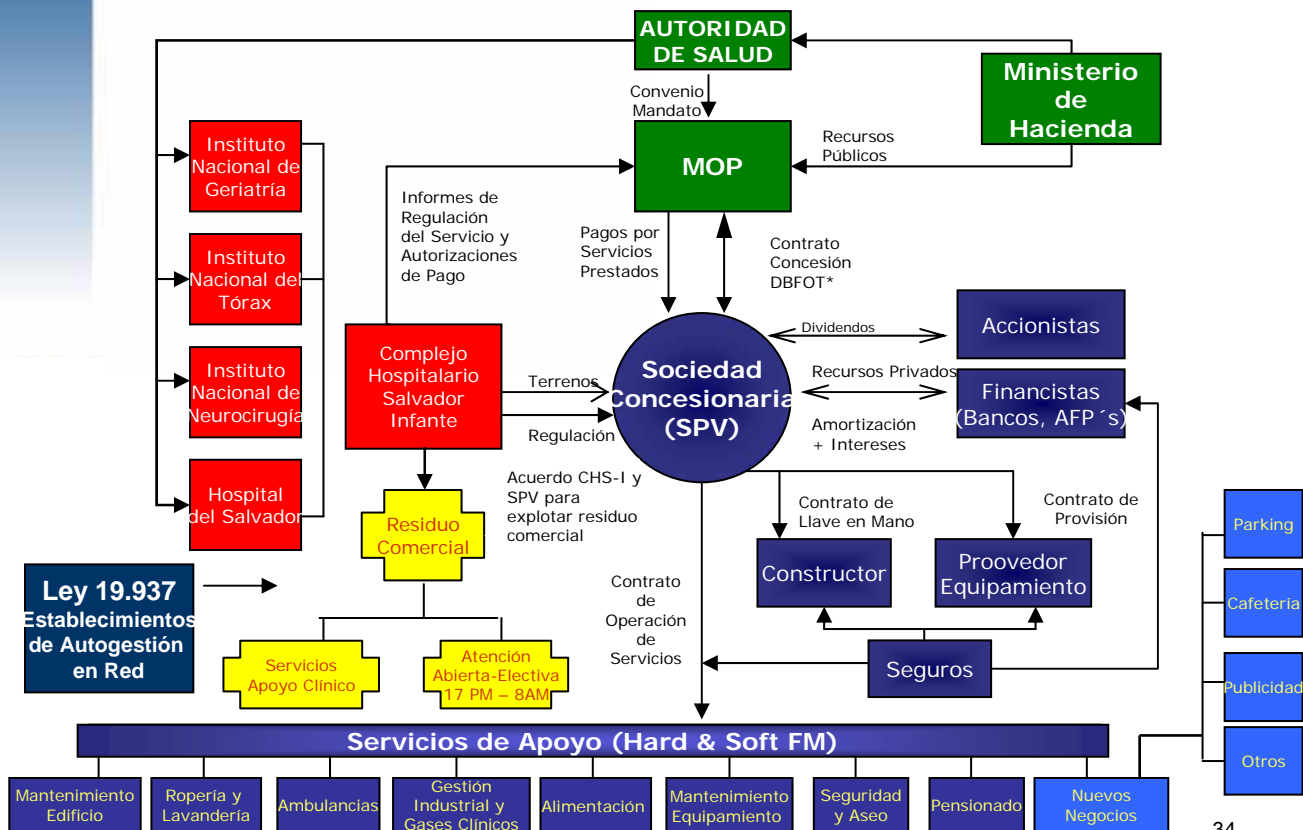 AUTORIDAD
DE SALUD
Ministerio
de
Hacienda
Convenio
Mandato
MOP
Recursos
Públicos
Instituto
Nacional de
Geriatría
Instituto
Nacional del
Tórax
Instituto
Nacional de
Neurocirugía
Hospital
del Salvador
Informes de
Regulación
del Servicio y
Autorizaciones
de Pago
Pagos por
Servicios
Prestados
Contrato
Concesión
DBFOT*
Complejo
Hospitalario
Salvador
Infante
Terrenos
Regulación
Sociedad
Concesionaria
(SPV)
Dividendos
Accionistas
Recursos Privados
Financistas
(Bancos, AFP´s)
Amortización
+ Intereses
Acuerdo CHS-I y
SPV para
explotar residuo
comercial
Residuo
Comercial
Contrato de
Llave en Mano
Contrato de
Provisión
Constructor
Proovedor
Equipamiento
Seguros
Ley 19.937
Establecimientos
de Autogestión
en Red
Servicios
Apoyo Clínico
Atención
Abierta-Electiva
17 PM – 8AM
Contrato
de
Operación
de
Servicios
Parking
Cafetería
Publicidad
Otros
Servicios de Apoyo (Hard & Soft FM)
Mantenimiento
Edificio
Ropería y
Lavandería
Ambulancias
Gestión
Industrial y
Gases Clínicos
Alimentación
Mantenimiento
Equipamiento
Seguridad
y Aseo
Pensionado
Nuevos
Negocios
34